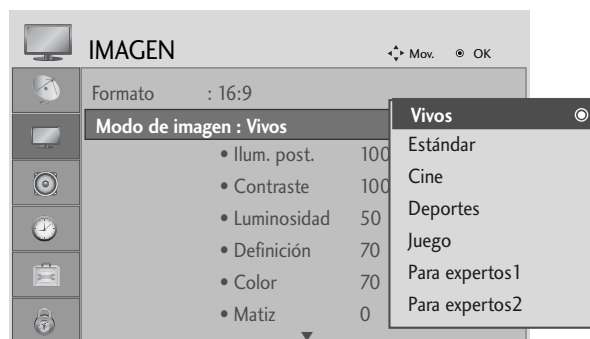 IMAGEN
Mov. OK
Formato : 16:9
Modo de imagen : Vivos
• Ilum. post. 100
• Contraste 100
• Luminosidad 50
• Definición 70
• Color 70
• Matiz 0
Vivos
Estándar
Cine
Deportes
Juego
Para expertos1
Para expertos2